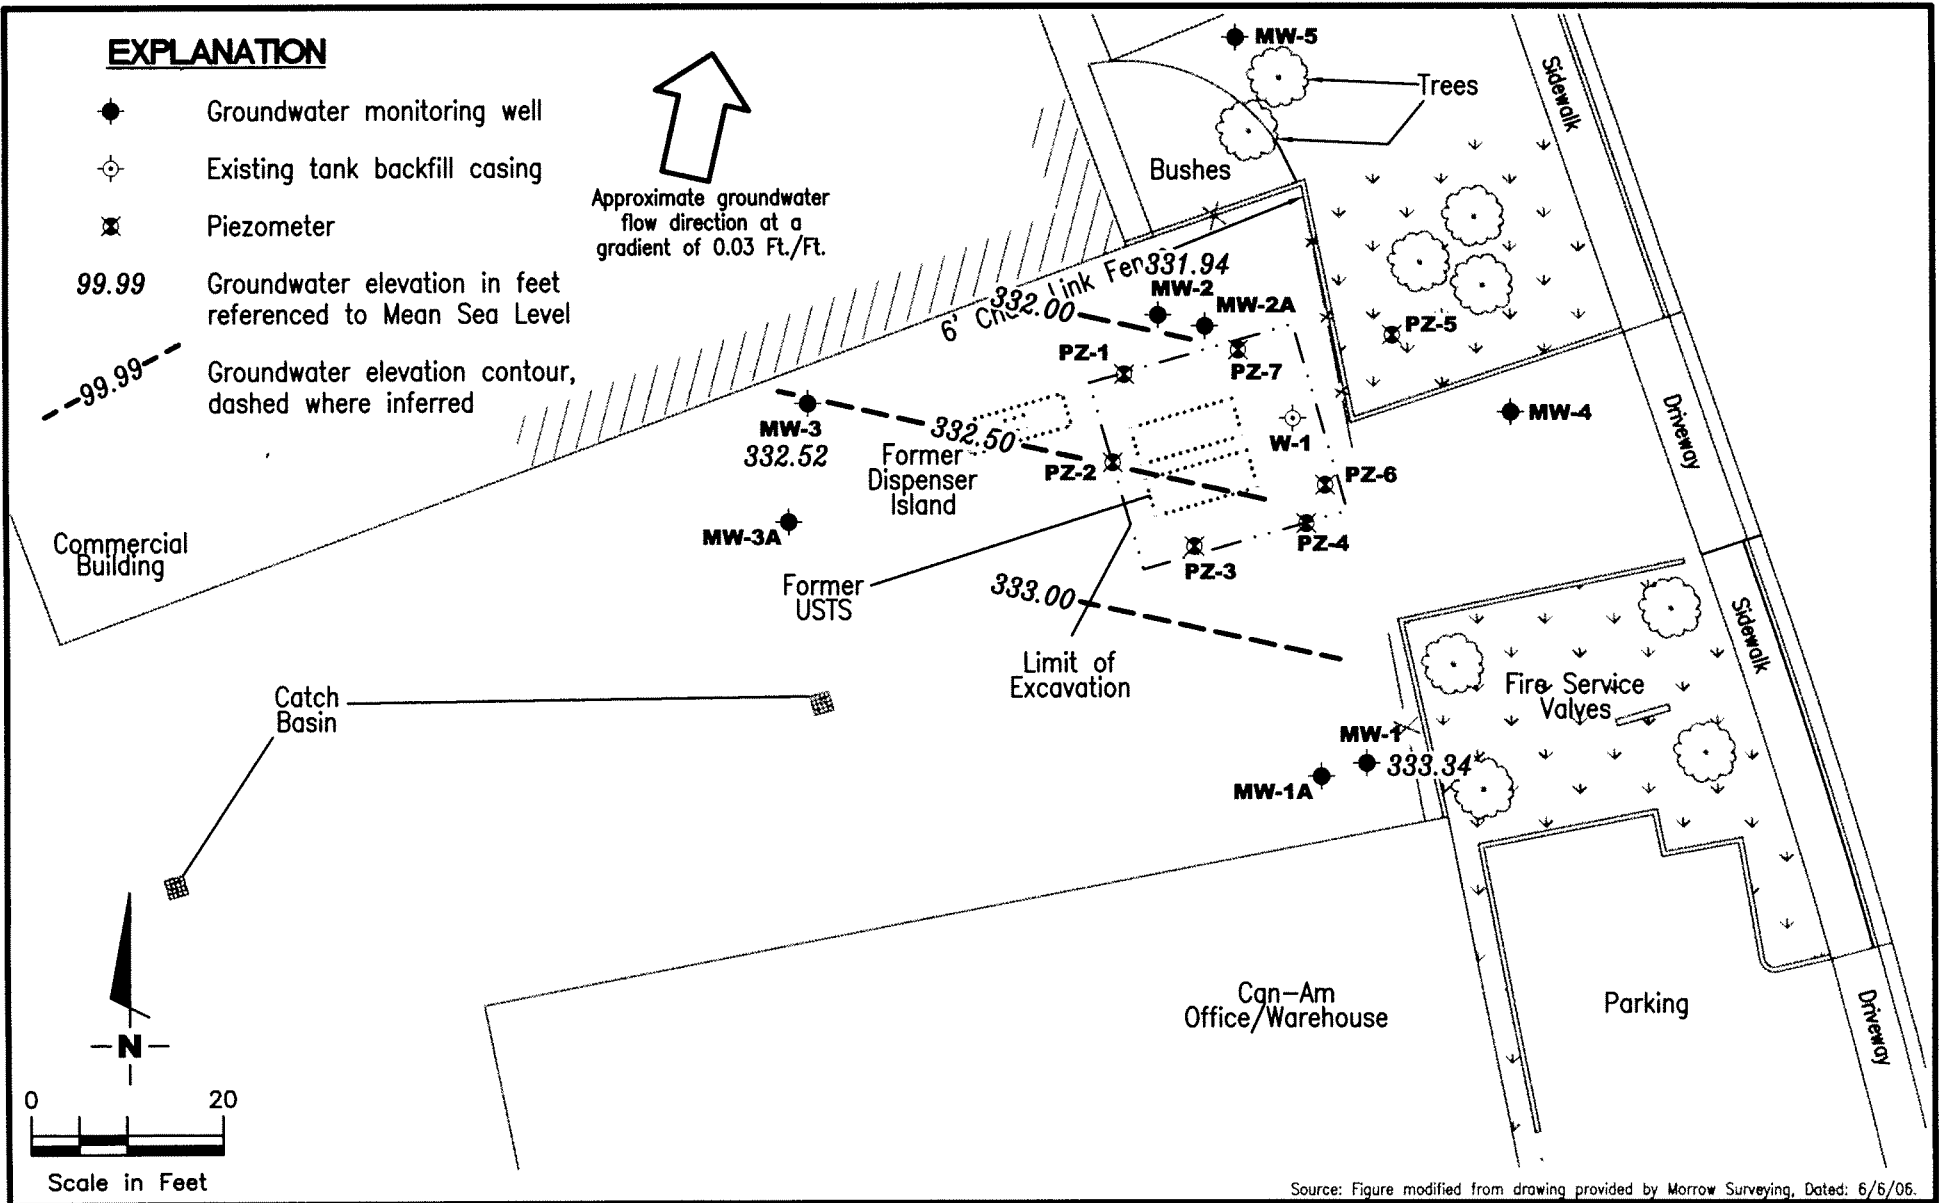 EXPLANATION
Groundwater monitoring well
Existing tank backfill casing
Piezometer
99.99
Groundwater elevation in feet
referenced to Mean Sea Level
99.99
Groundwater elevation contour,
dashed where inferred
Approximate groundwater
flow direction at a
gradient of 0.03 Ft./Ft.
MW-5
Trees
Bushes
Sidewalk
6' Cha Link Fen
331.94
332.00
MW-2
MW-2A
PZ-5
PZ-1
PZ-7
MW-3
332.52
332.50
Former
Dispenser
Island
PZ-2
W-1
MW-4
Driveway
PZ-6
MW-3A
PZ-4
PZ-3
Commercial
Building
Former
USTS
333.00
Limit of
Excavation
Sidewalk
Fire Service
Valves
Catch
Basin
MW-1
333.34
MW-1A
Can-Am
Office/Warehouse
Parking
Driveway
N
0 20
Scale in Feet
Source: Figure modified from drawing provided by Morrow Surveying, Dated: 6/6/06.